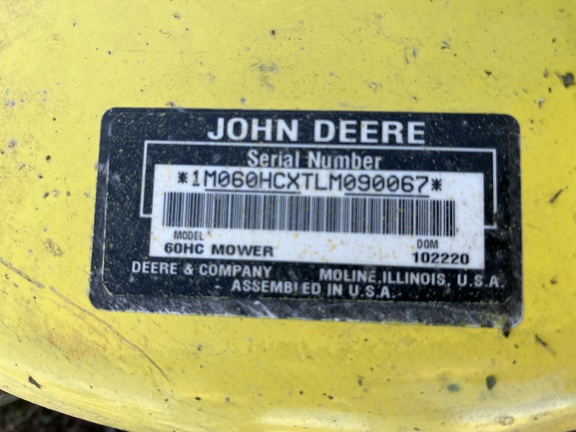 JOHN DEERE
Serial Number
*1M060HCXTLM090067*
MODEL DOM
60HC MOWER 102220
DEERE & COMPANY MOLINE, ILLINOIS, U.S.A.
ASSEMBLED IN U.S.A.